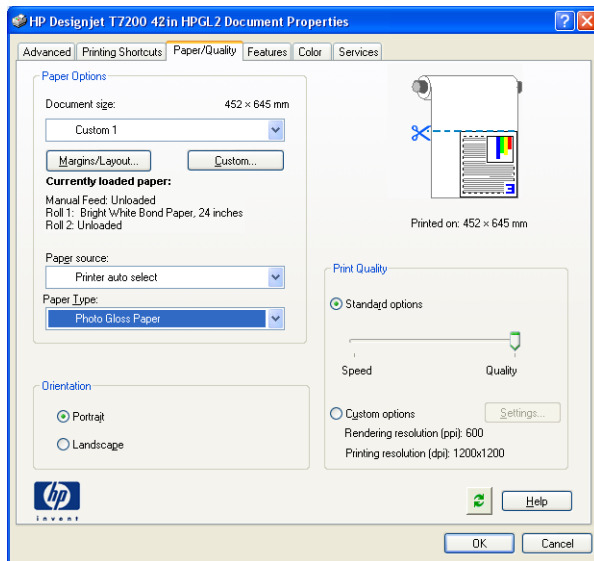 HP Designjet T7200 42in HPGL2 Document Properties
Advanced Printing Shortcuts Paper/Quality Features Color Services
Paper Options
Document size: 452 × 645 mm
Custom 1
Margins/Layout... Custom...
Currently loaded paper:
Manual Feed: Unloaded
Roll 1: Bright White Bond Paper, 24 inches
Roll 2: Unloaded
Paper source:
Printer auto select
Paper Type:
Photo Gloss Paper
Orientation
Portrait
Landscape
3
Printed on: 452 × 645 mm
Print Quality
Standard options
Speed Quality
Custom options Settings...
Rendering resolution (ppi): 600
Printing resolution (dpi): 1200x1200
hp
invent
Help
OK Cancel